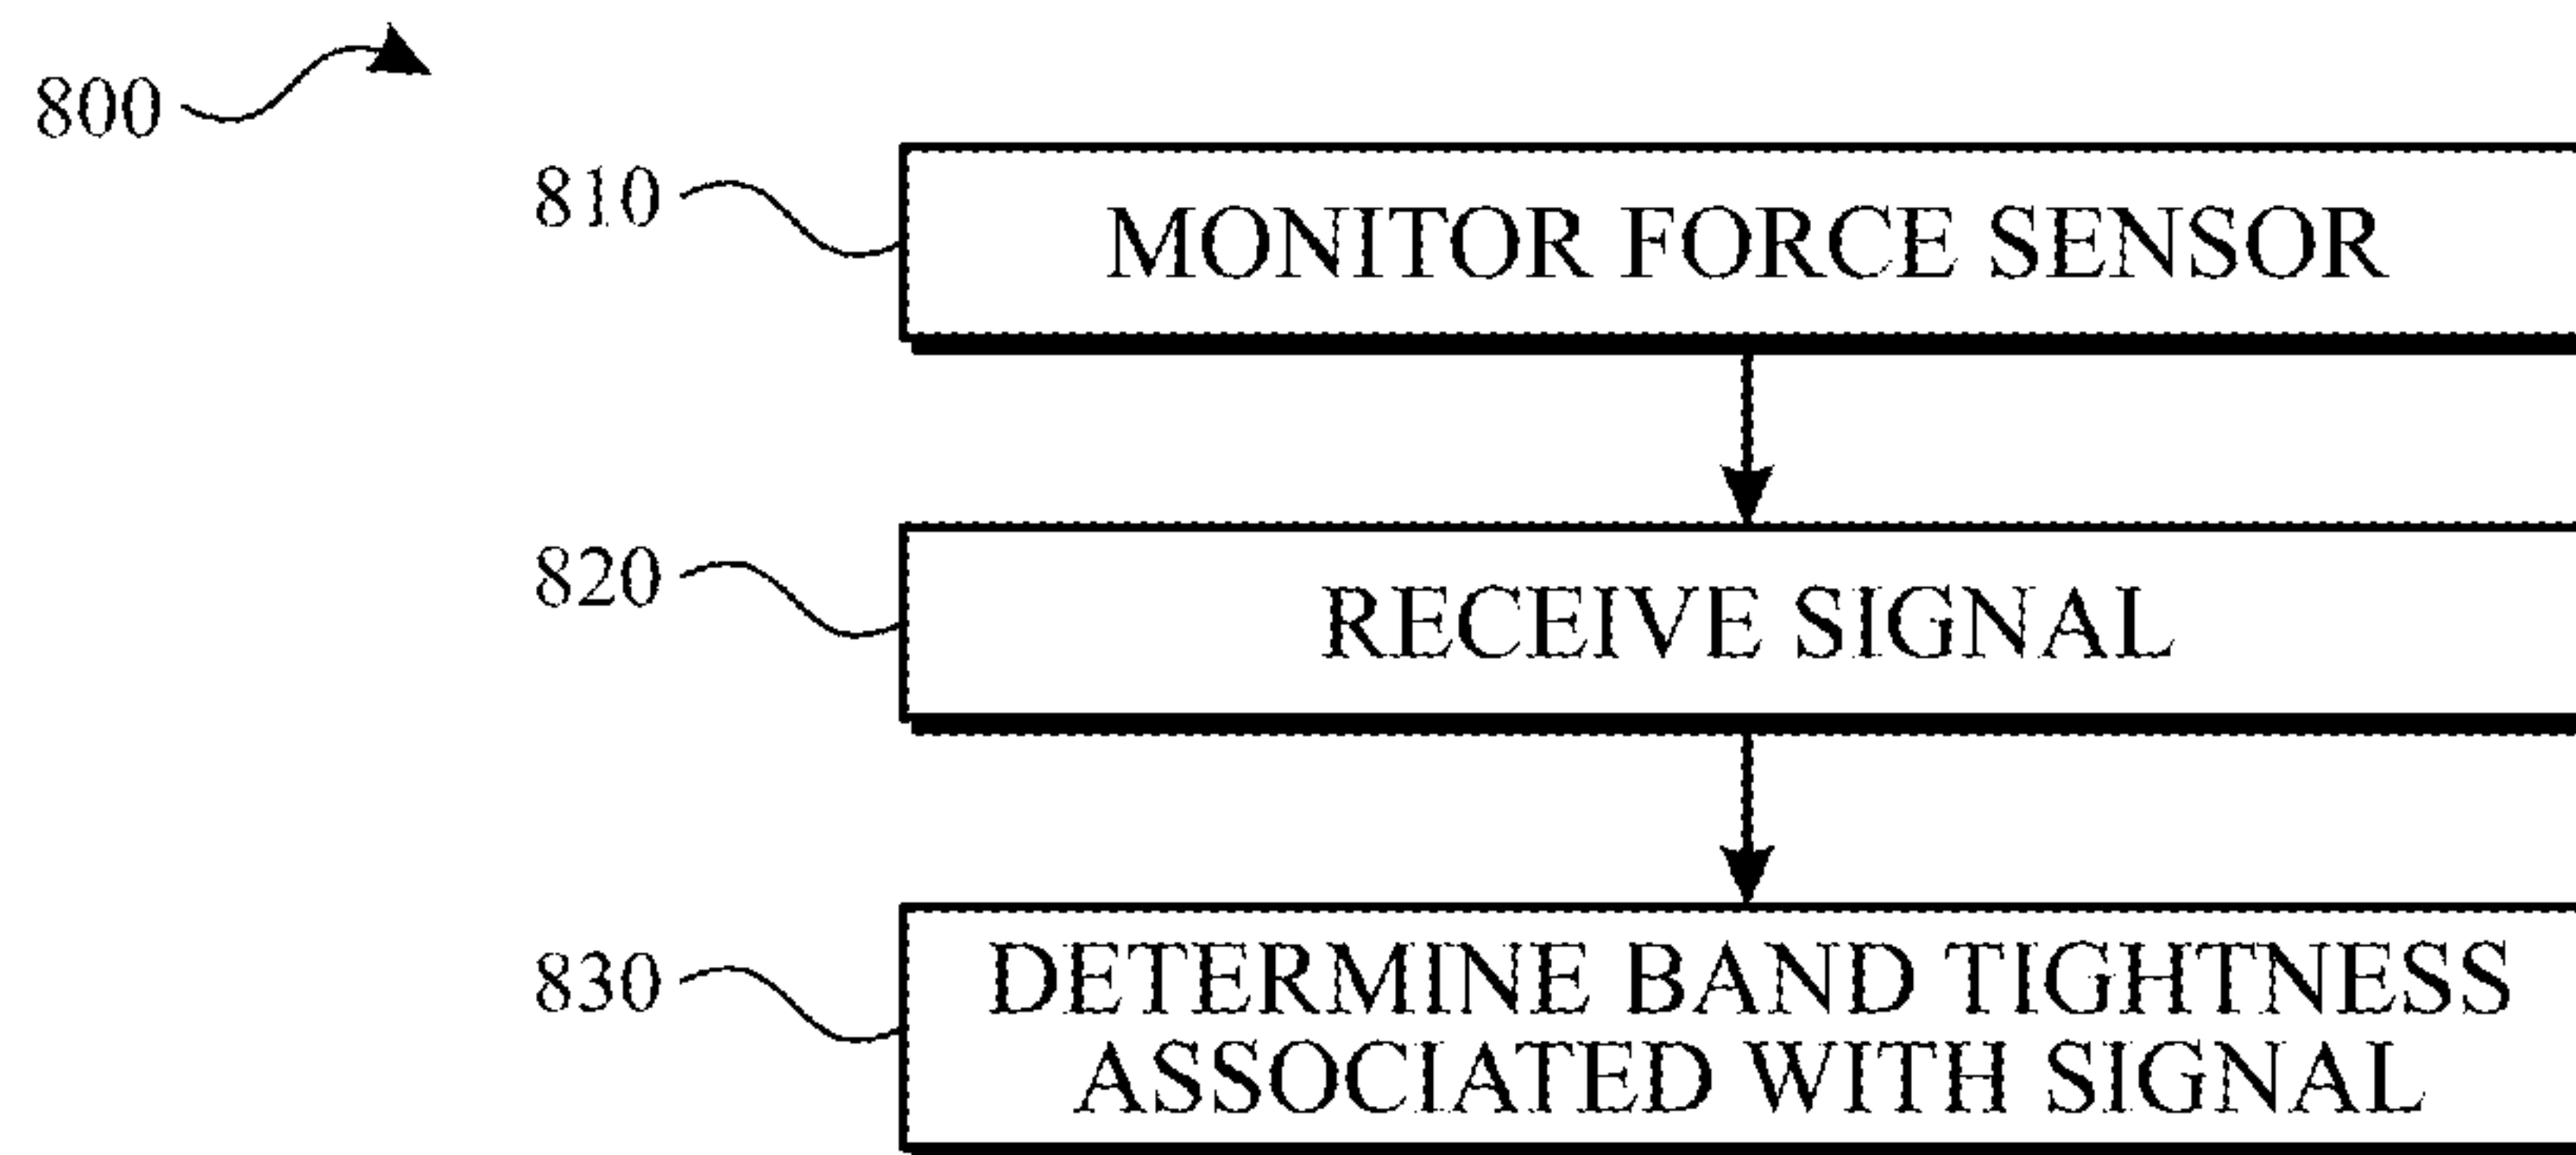 800
810
MONITOR FORCE SENSOR
820
RECEIVE SIGNAL
830
DETERMINE BAND TIGHTNESS
ASSOCIATED WITH SIGNAL